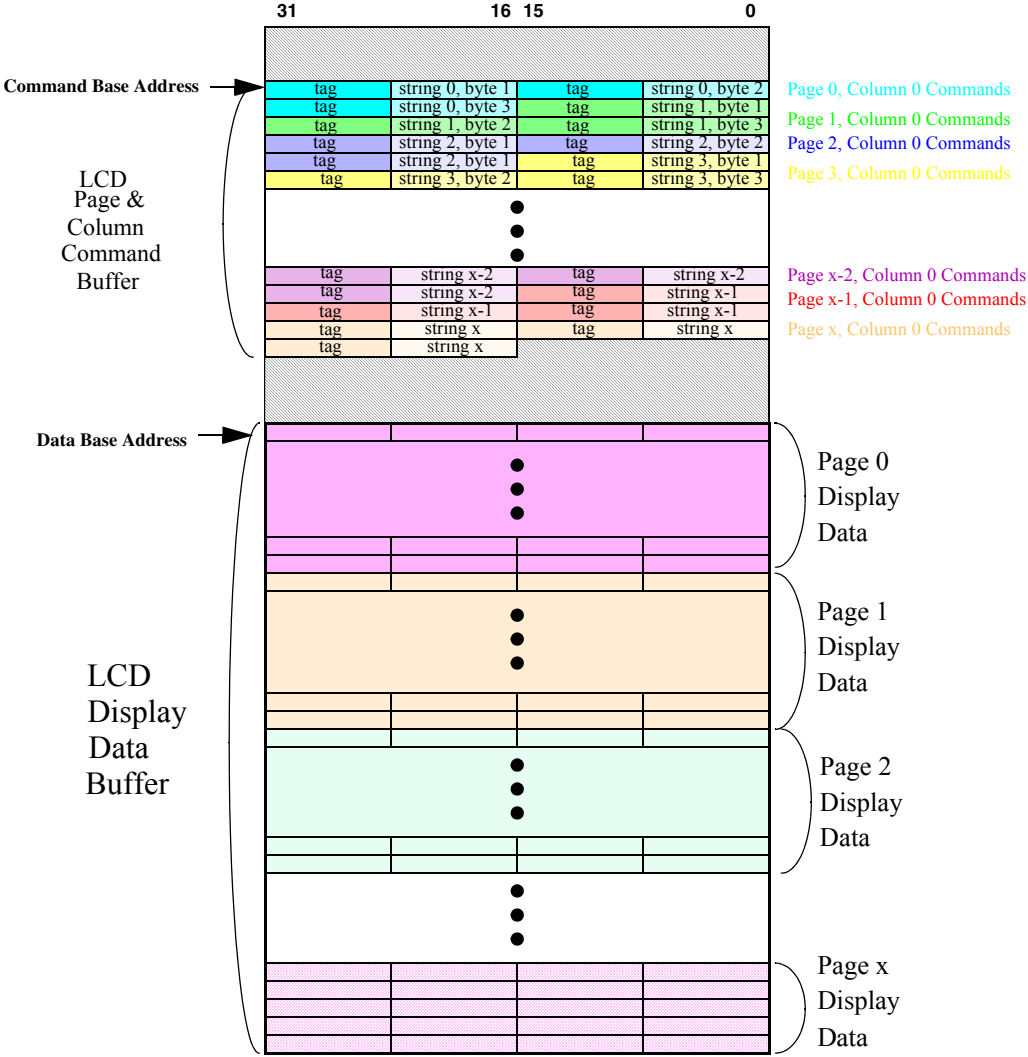 31 16 15 0
Command Base Address
tag string 0, byte 1 tag string 0, byte 2 Page 0, Column 0 Commands
tag string 0, byte 3 tag string 1, byte 1
tag string 1, byte 2 tag string 1, byte 3 Page 1, Column 0 Commands
tag string 2, byte 1 tag string 2, byte 2 Page 2, Column 0 Commands
tag string 2, byte 1 tag string 3, byte 1
tag string 3, byte 2 tag string 3, byte 3 Page 3, Column 0 Commands
LCD
Page &
Column
Command
Buffer
tag string x-2 tag string x-2 Page x-2, Column 0 Commands
tag string x-2 tag string x-1 Page x-1, Column 0 Commands
tag string x-1 tag string x-1
tag string x tag string x Page x, Column 0 Commands
tag string x
Data Base Address
Page 0
Display
Data
Page 1
Display
Data
LCD
Display
Data
Buffer
Page 2
Display
Data
Page x
Display
Data